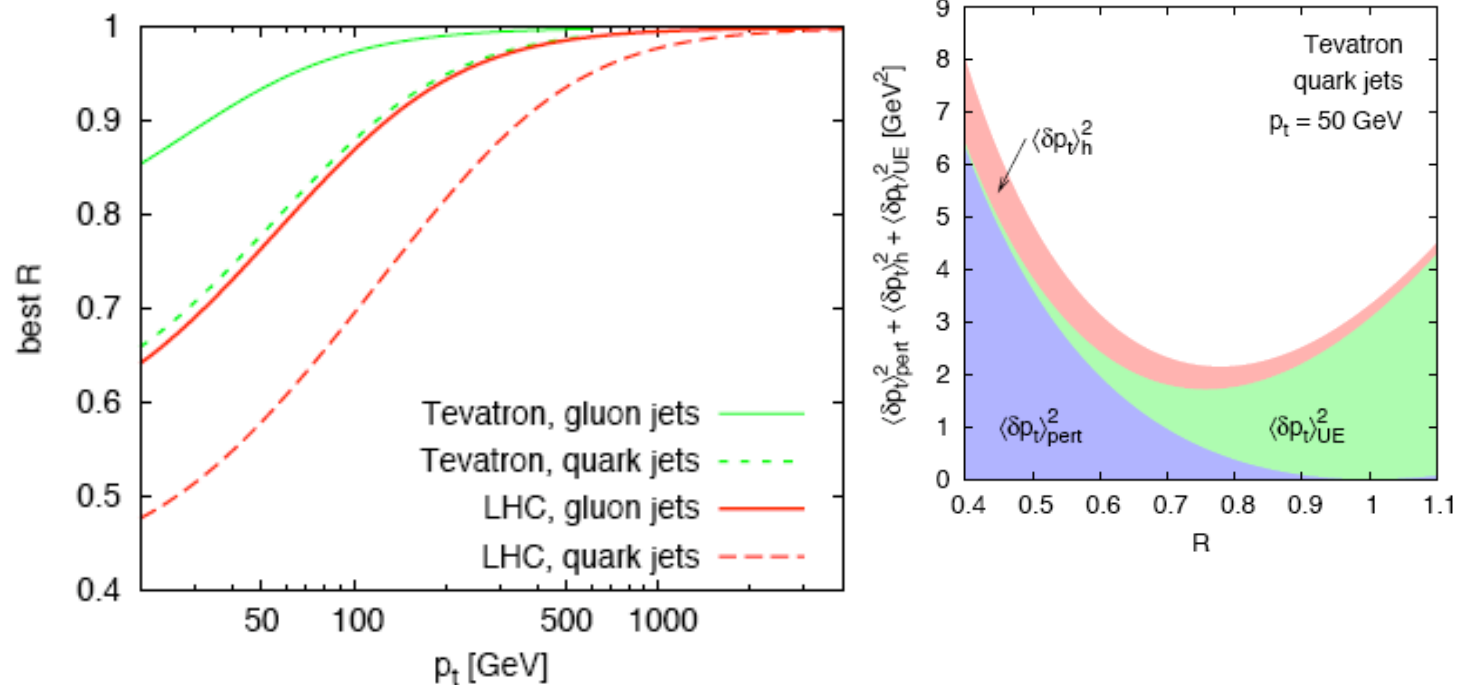 1
0.9
0.8
0.7
0.6
0.5
0.4
best R
50 100 500 1000
p_t [GeV]
Tevatron, gluon jets
Tevatron, quark jets
LHC, gluon jets
LHC, quark jets
9
8
7
6
5
4
3
2
1
0
⟨δp_t⟩²_pert + ⟨δp_t⟩²_h + ⟨δp_t⟩²_UE [GeV²]
Tevatron
quark jets
p_t = 50 GeV
⟨δp_t⟩²_h
⟨δp_t⟩²_pert
⟨δp_t⟩²_UE
0.4 0.5 0.6 0.7 0.8 0.9 1 1.1
R